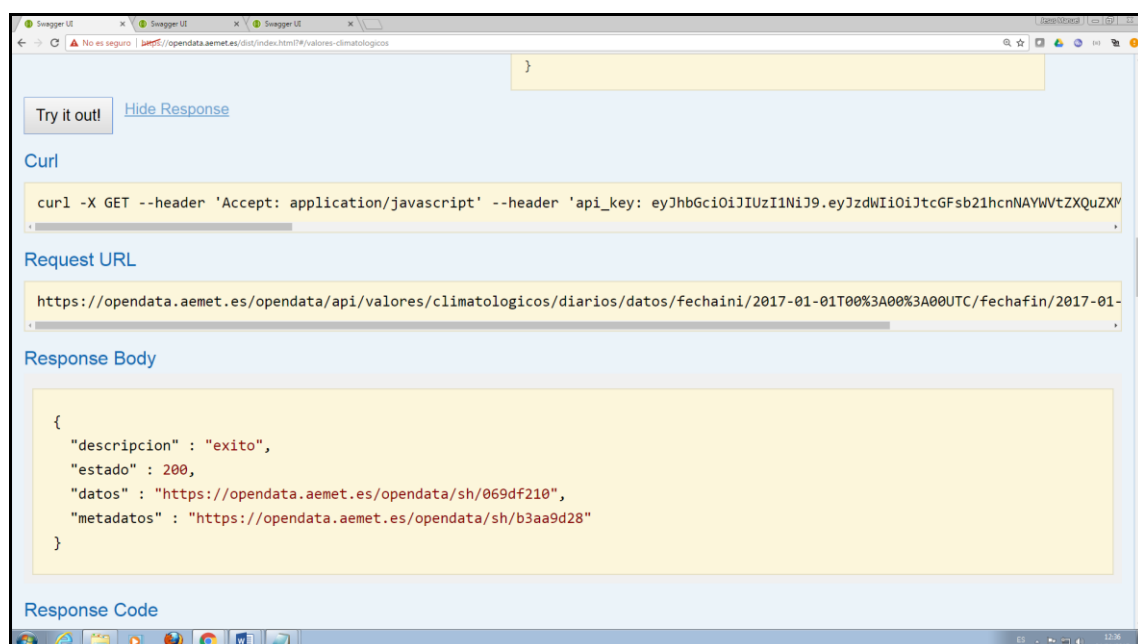 Swagger UI
Swagger UI
Swagger UI
No es seguro | https://opendata.aemet.es/dist/index.html?#/valores-climatologicos
}
Try it out!
Hide Response
Curl
curl -X GET --header 'Accept: application/javascript' --header 'api_key: eyJhbGciOiJIUzI1NiJ9.eyJzdWIiOiJtcGFsb21hcnNAYWVtZXQuZXM
Request URL
https://opendata.aemet.es/opendata/api/valores/climatologicos/diarios/datos/fechaini/2017-01-01T00%3A00%3A00UTC/fechafin/2017-01-
Response Body
{
"descripcion" : "exito",
"estado" : 200,
"datos" : "https://opendata.aemet.es/opendata/sh/069df210",
"metadatos" : "https://opendata.aemet.es/opendata/sh/b3aa9d28"
}
Response Code
ES
12:36